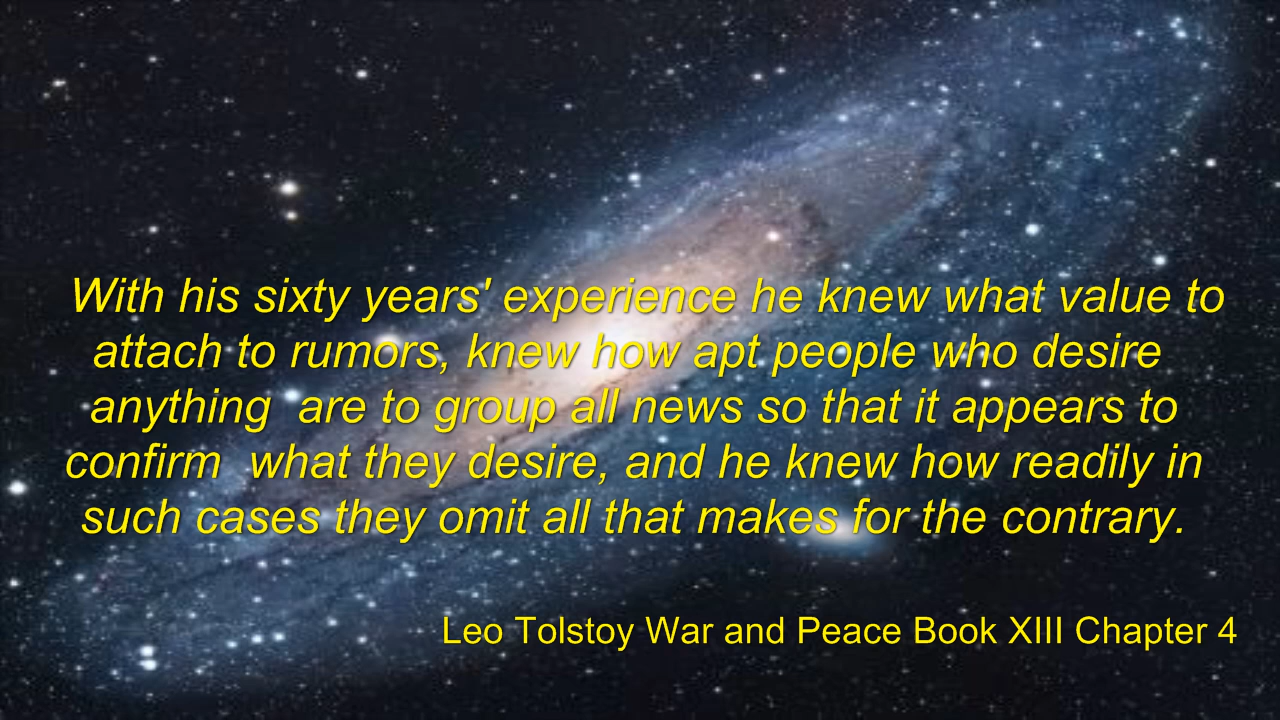 With his sixty years' experience he knew what value to
attach to rumors, knew how apt people who desire
anything  are to group all news so that it appears to
confirm  what they desire, and he knew how readily in
such cases they omit all that makes for the contrary.
Leo Tolstoy War and Peace Book XIII Chapter 4